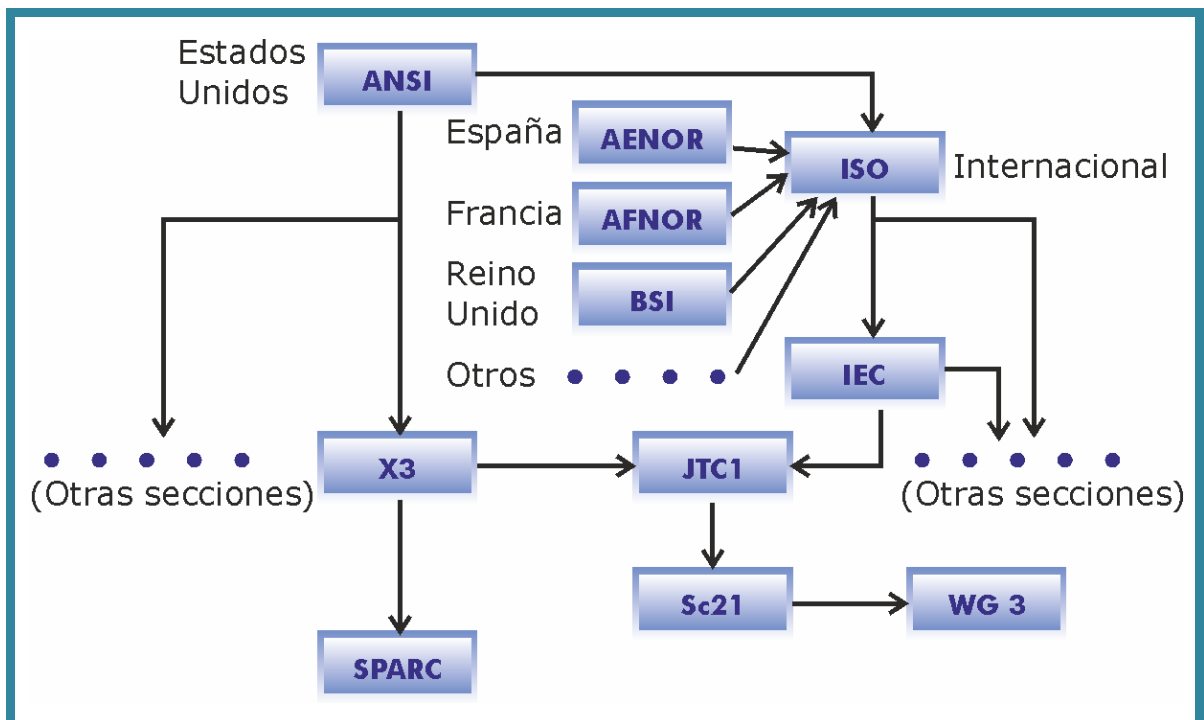 Estados
Unidos
ANSI
España
AENOR
ISO
Internacional
Francia
AFNOR
Reino
Unido
BSI
Otros
IEC
(Otras secciones)
X3
JTC1
(Otras secciones)
Sc21
WG 3
SPARC